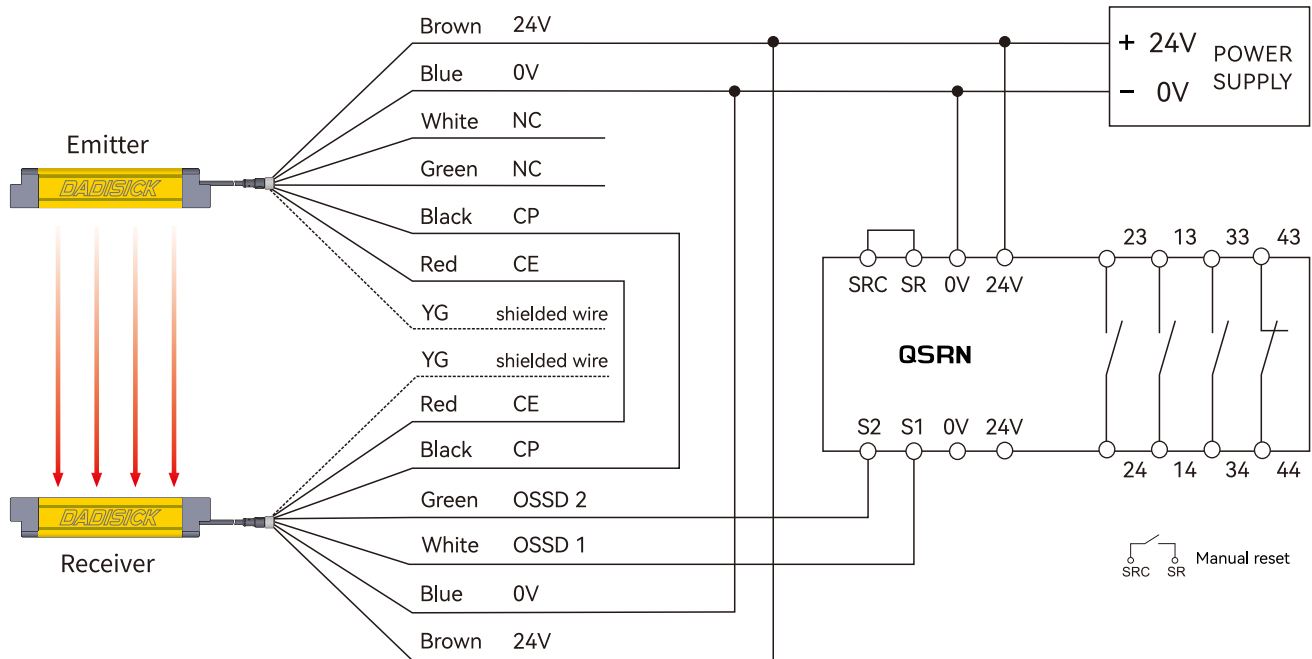 Brown 24V
Blue 0V
White NC
Green NC
Black CP
Red CE
YG shielded wire
YG shielded wire
Red CE
Black CP
Green OSSD 2
White OSSD 1
Blue 0V
Brown 24V
Emitter
DADISICK
DADISICK
Receiver
+ 24V
- 0V
POWER
SUPPLY
23 13 33 43
SRC SR 0V 24V
QSRN
S2 S1 0V 24V
24 14 34 44
SRC SR Manual reset